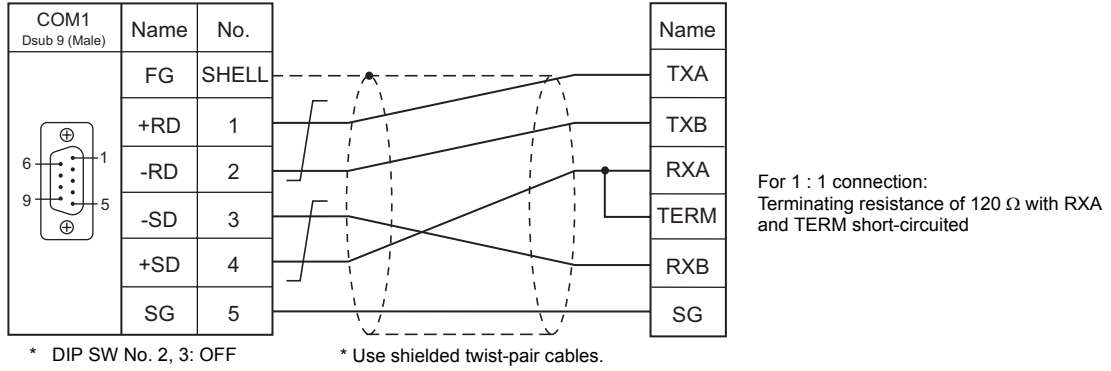 COM1
Dsub 9 (Male)
Name No.
Name
FG SHELL
TXA
+RD 1
TXB
-RD 2
RXA
-SD 3
TERM
+SD 4
RXB
SG 5
SG
6
1
9
5
For 1 : 1 connection:
Terminating resistance of 120 Ω with RXA
and TERM short-circuited
* DIP SW No. 2, 3: OFF
* Use shielded twist-pair cables.